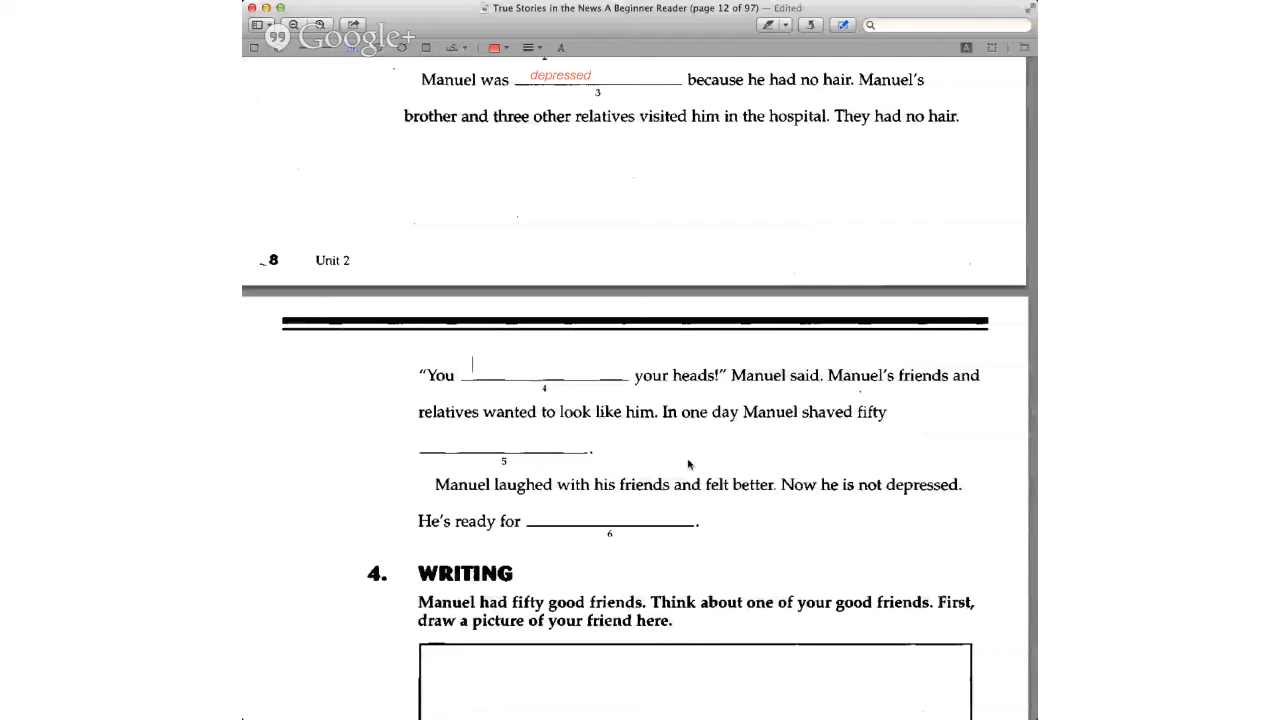 True Stories in the News A Beginner Reader (page 12 of 97) — Edited
Google+
Manuel was depressed because he had no hair. Manuel's
3
brother and three other relatives visited him in the hospital. They had no hair.
8 Unit 2
"You ____ your heads!" Manuel said. Manuel's friends and
4
relatives wanted to look like him. In one day Manuel shaved fifty
____.
5
Manuel laughed with his friends and felt better. Now he is not depressed.
He's ready for ____.
6
4. WRITING
Manuel had fifty good friends. Think about one of your good friends. First,
draw a picture of your friend here.